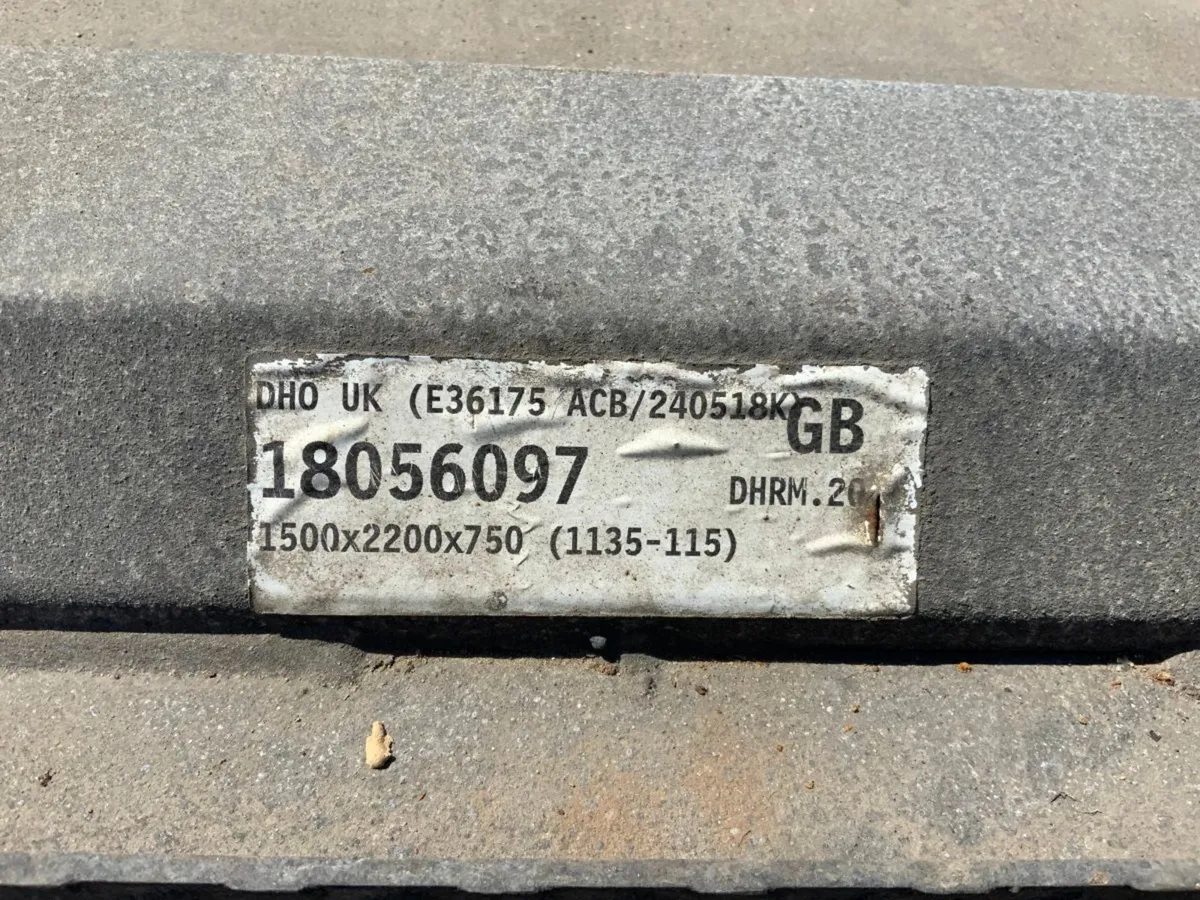 DHO UK (E36175 ACB/240518K) GB
18056097
DHRM.20
1500x2200x750 (1135-115)